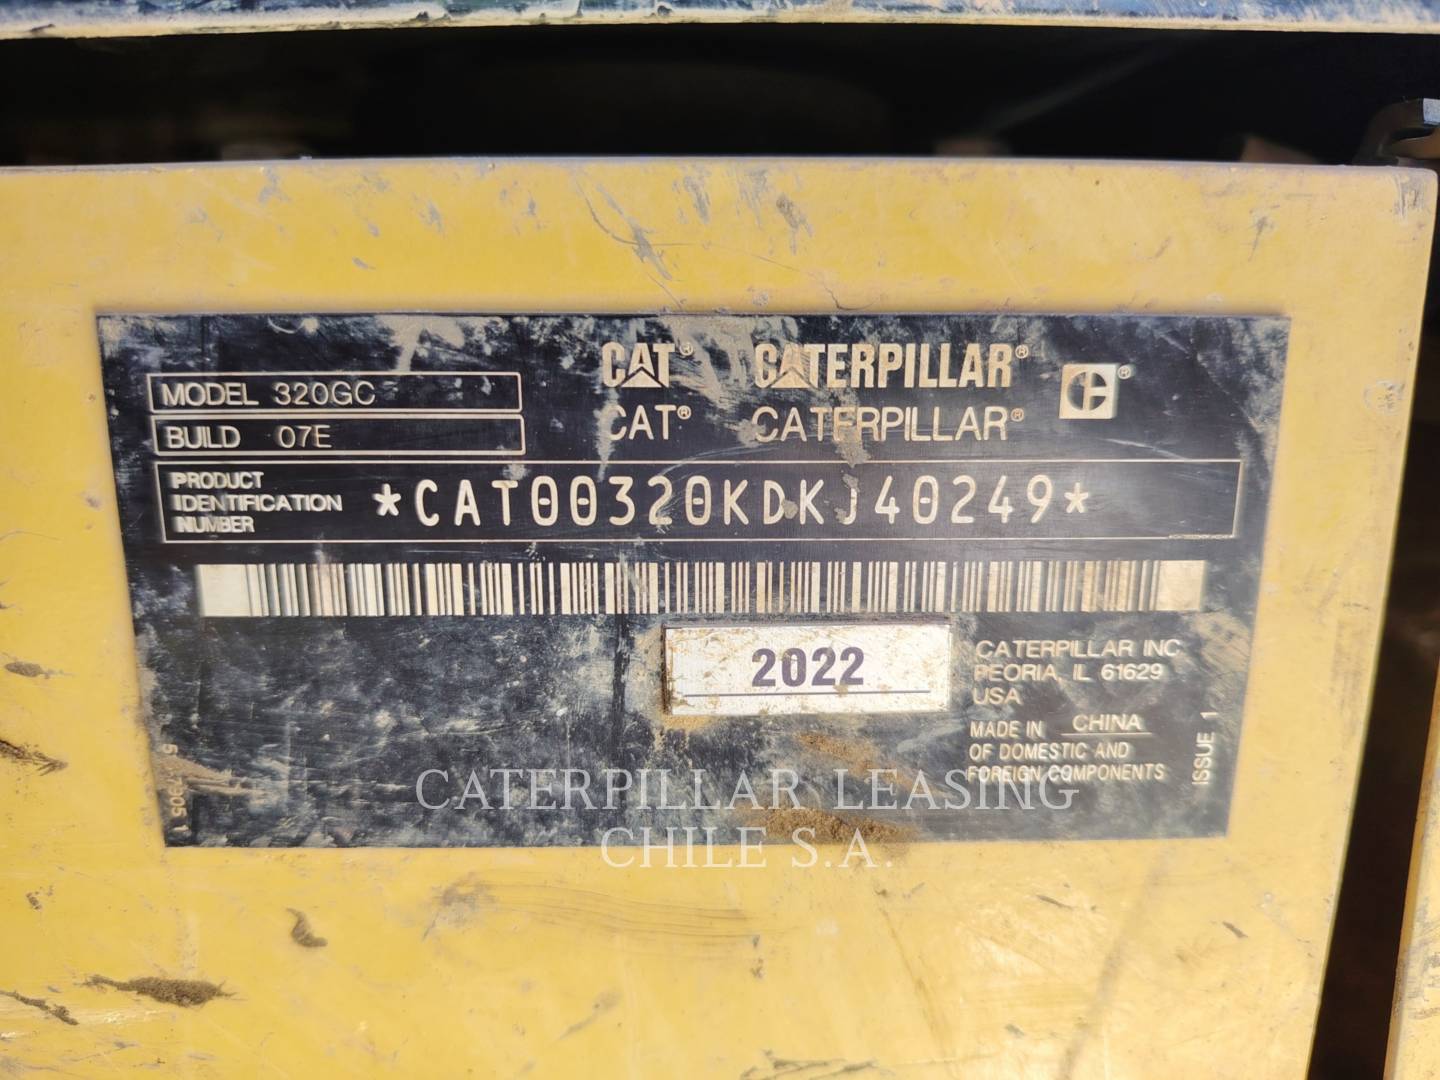 CAT® CATERPILLAR® ®
CAT® CATERPILLAR®
MODEL 320GC
BUILD 07E
PRODUCT
IDENTIFICATION
NUMBER
*CAT00320KDKJ40249*
2022
CATERPILLAR INC
PEORIA, IL 61629
USA
MADE IN CHINA
OF DOMESTIC AND
FOREIGN COMPONENTS
ISSUE 1
CATERPILLAR LEASING
CHILE S.A.